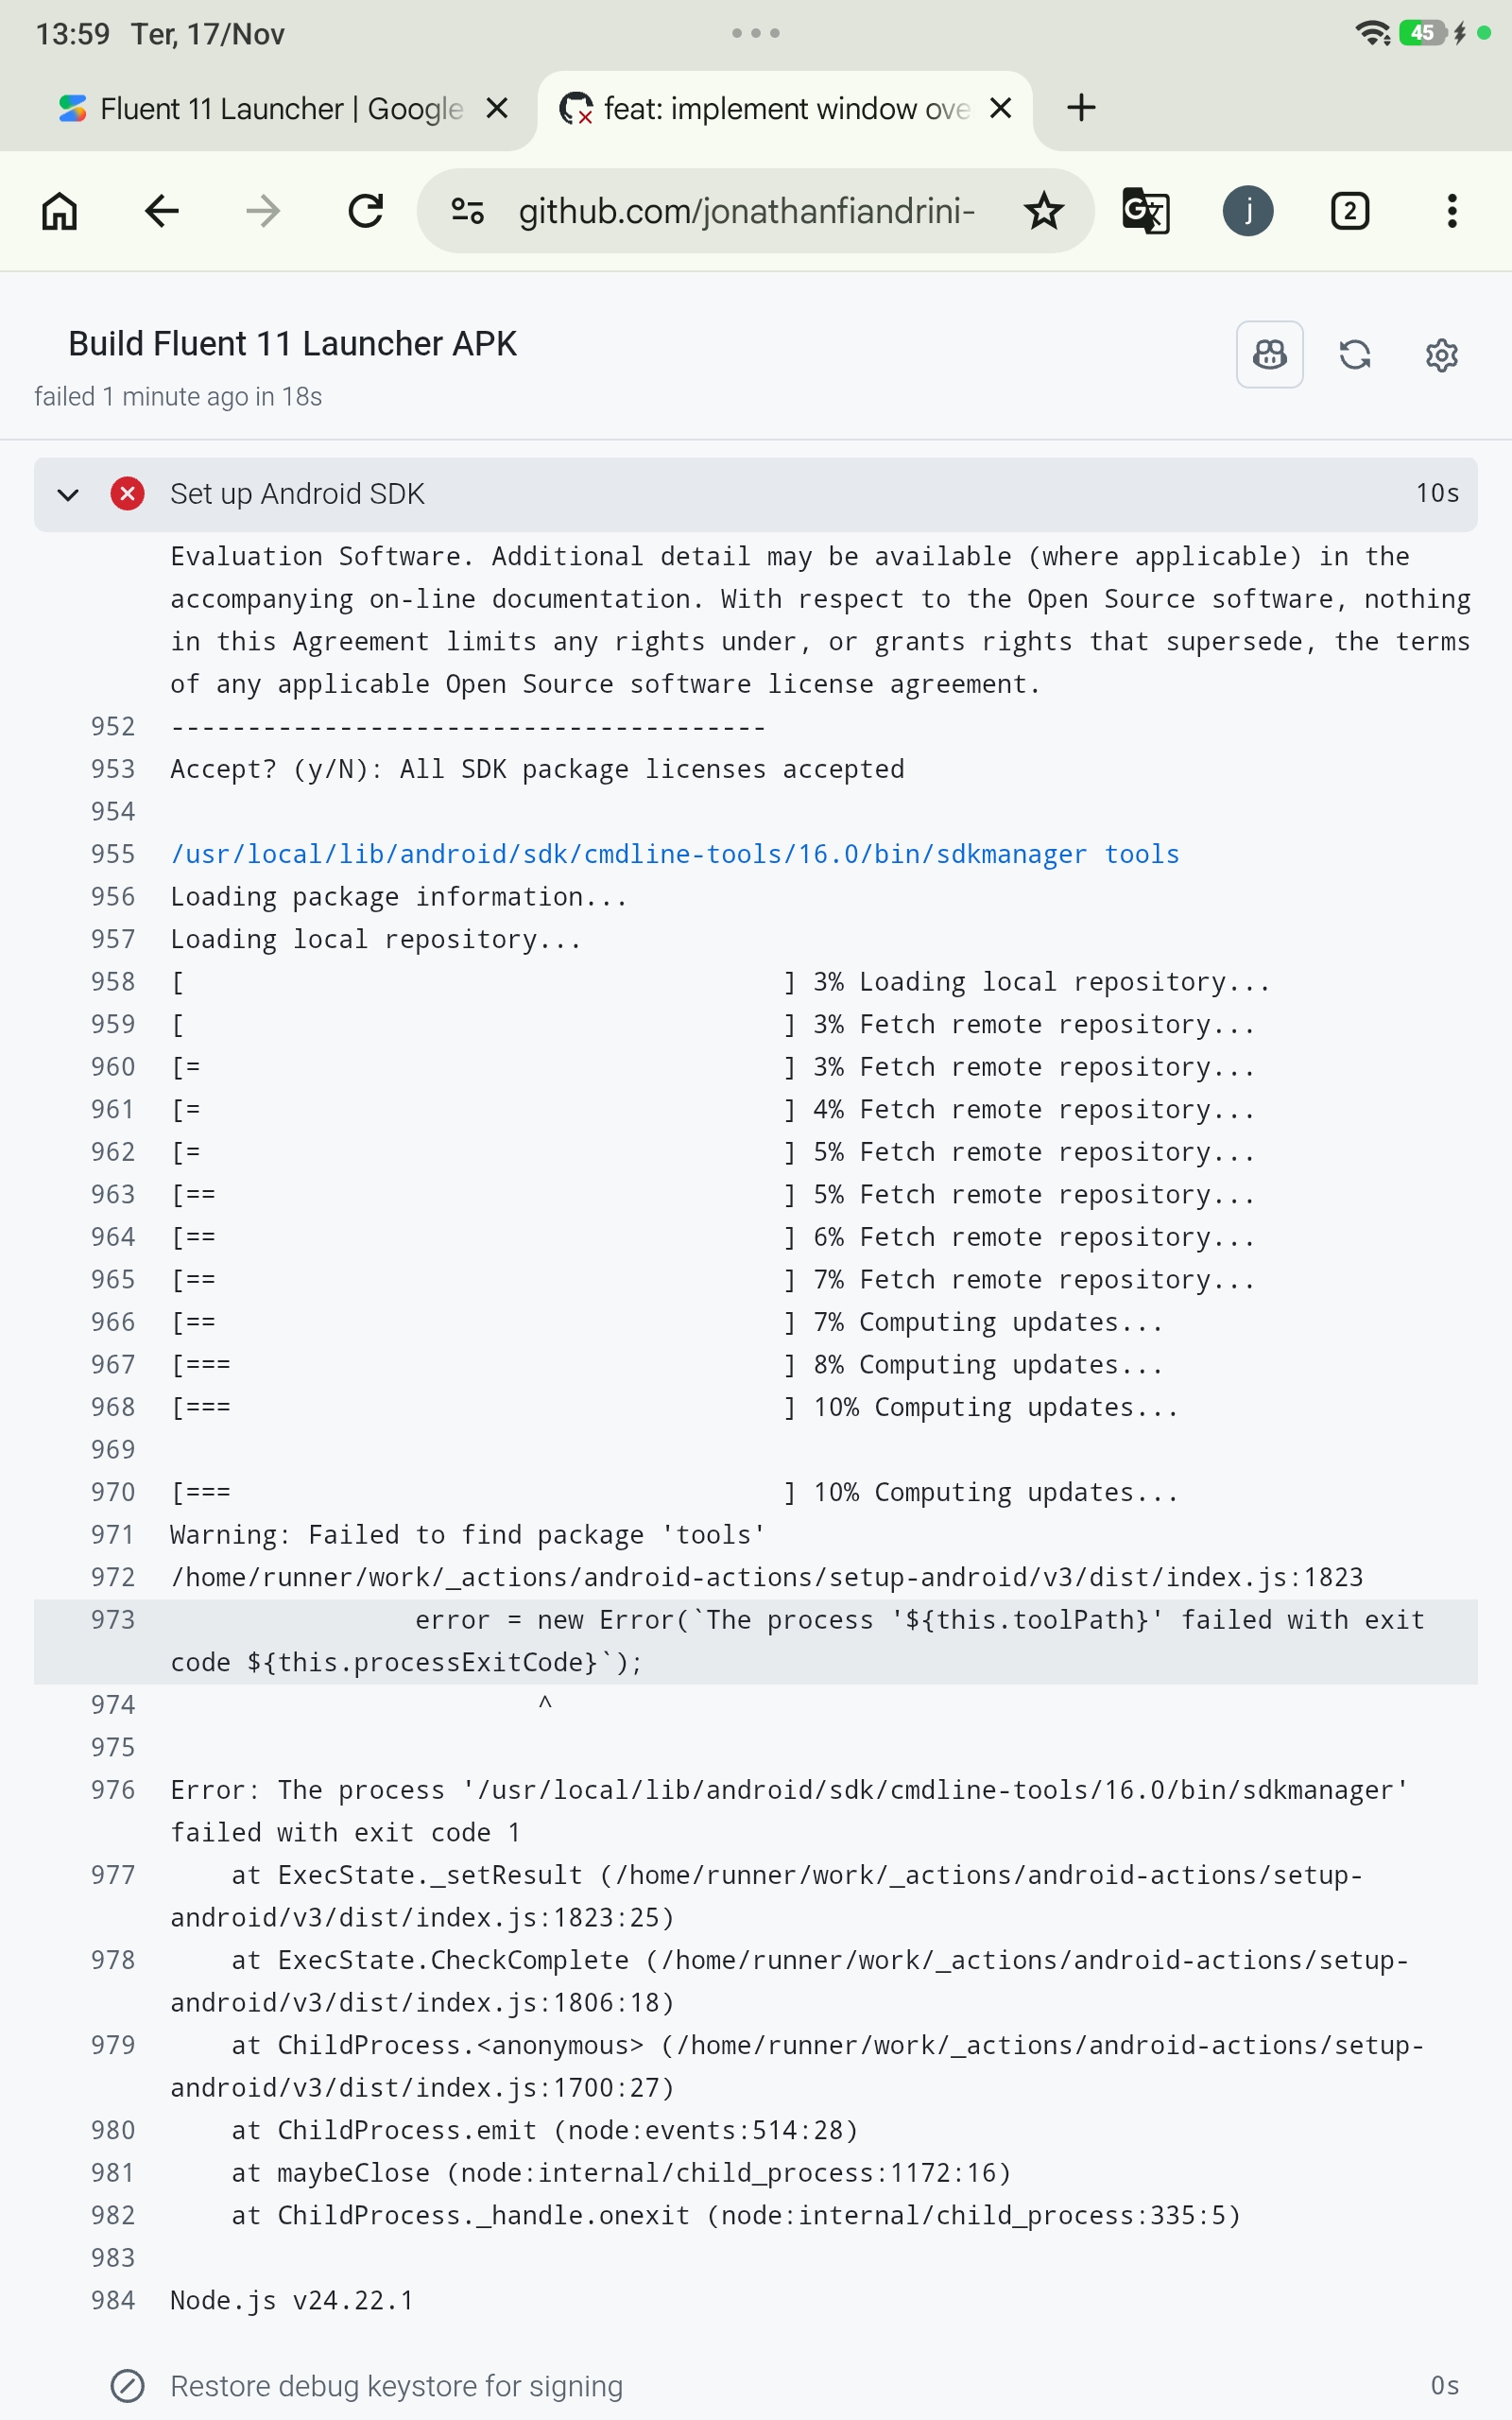 13:59 Ter, 17/Nov
45
Fluent 11 Launcher | Google
feat: implement window ove
github.com/jonathanfiandrini-
G
j
2
Build Fluent 11 Launcher APK
failed 1 minute ago in 18s
Set up Android SDK 10s
Evaluation Software. Additional detail may be available (where applicable) in the
accompanying on-line documentation. With respect to the Open Source software, nothing
in this Agreement limits any rights under, or grants rights that supersede, the terms
of any applicable Open Source software license agreement.
952 ---------------------------------------
953 Accept? (y/N): All SDK package licenses accepted
954
955 /usr/local/lib/android/sdk/cmdline-tools/16.0/bin/sdkmanager tools
956 Loading package information...
957 Loading local repository...
958 [                                       ] 3% Loading local repository...
959 [                                       ] 3% Fetch remote repository...
960 [=                                      ] 3% Fetch remote repository...
961 [=                                      ] 4% Fetch remote repository...
962 [=                                      ] 5% Fetch remote repository...
963 [==                                     ] 5% Fetch remote repository...
964 [==                                     ] 6% Fetch remote repository...
965 [==                                     ] 7% Fetch remote repository...
966 [==                                     ] 7% Computing updates...
967 [===                                    ] 8% Computing updates...
968 [===                                    ] 10% Computing updates...
969
970 [===                                    ] 10% Computing updates...
971 Warning: Failed to find package 'tools'
972 /home/runner/work/_actions/android-actions/setup-android/v3/dist/index.js:1823
973                 error = new Error(`The process '${this.toolPath}' failed with exit
code ${this.processExitCode}`);
974                         ^
975
976 Error: The process '/usr/local/lib/android/sdk/cmdline-tools/16.0/bin/sdkmanager'
failed with exit code 1
977     at ExecState._setResult (/home/runner/work/_actions/android-actions/setup-
android/v3/dist/index.js:1823:25)
978     at ExecState.CheckComplete (/home/runner/work/_actions/android-actions/setup-
android/v3/dist/index.js:1806:18)
979     at ChildProcess.<anonymous> (/home/runner/work/_actions/android-actions/setup-
android/v3/dist/index.js:1700:27)
980     at ChildProcess.emit (node:events:514:28)
981     at maybeClose (node:internal/child_process:1172:16)
982     at ChildProcess._handle.onexit (node:internal/child_process:335:5)
983
984 Node.js v24.22.1
Restore debug keystore for signing 0s